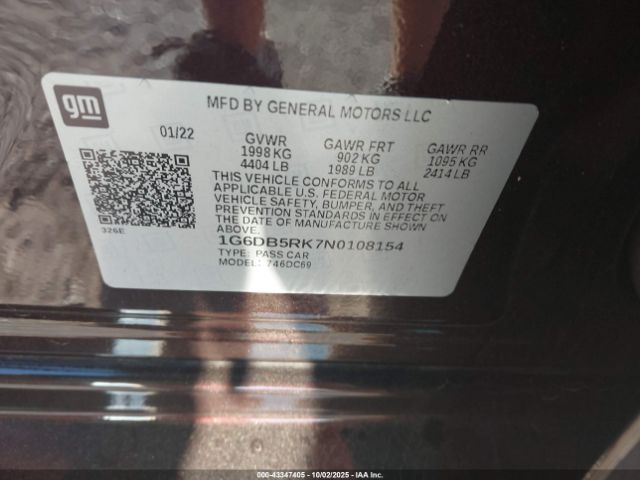 gm
MFD BY GENERAL MOTORS LLC
01/22
GVWR GAWR FRT GAWR RR
1998 KG 902 KG 1095 KG
4404 LB 1989 LB 2414 LB
THIS VEHICLE CONFORMS TO ALL
APPLICABLE U.S. FEDERAL MOTOR
VEHICLE SAFETY, BUMPER, AND THEFT
PREVENTION STANDARDS IN EFFECT ON
THE DATE OF MANUFACTURE SHOWN
ABOVE.
326E
1G6DB5RK7N0108154
TYPE: PASS CAR
MODEL: 746DC69
000-43347405 | 10/02/2025 | IAA Inc.